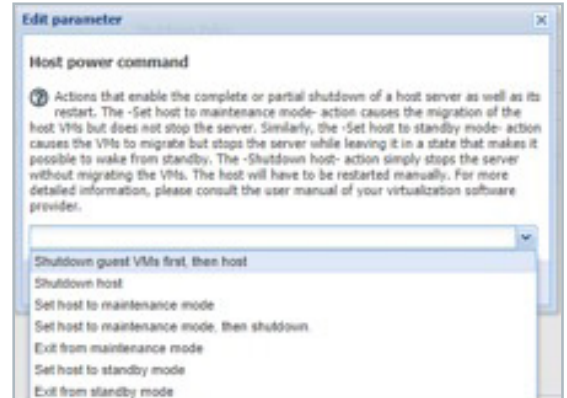 Edit parameter
Host power command
Actions that enable the complete or partial shutdown of a host server as well as its
restart. The -Set host to maintenance mode- action causes the migration of the
host VMs but does not stop the server. Similarly, the -Set host to standby mode- action
causes the VMs to migrate but stops the server while leaving it in a state that makes it
possible to wake from standby. The -Shutdown host- action simply stops the server
without migrating the VMs. The host will have to be restarted manually. For more
detailed information, please consult the user manual of your virtualization software
provider.
Shutdown guest VMs first, then host
Shutdown host
Set host to maintenance mode
Set host to maintenance mode, then shutdown.
Exit from maintenance mode
Set host to standby mode
Exit from standby mode